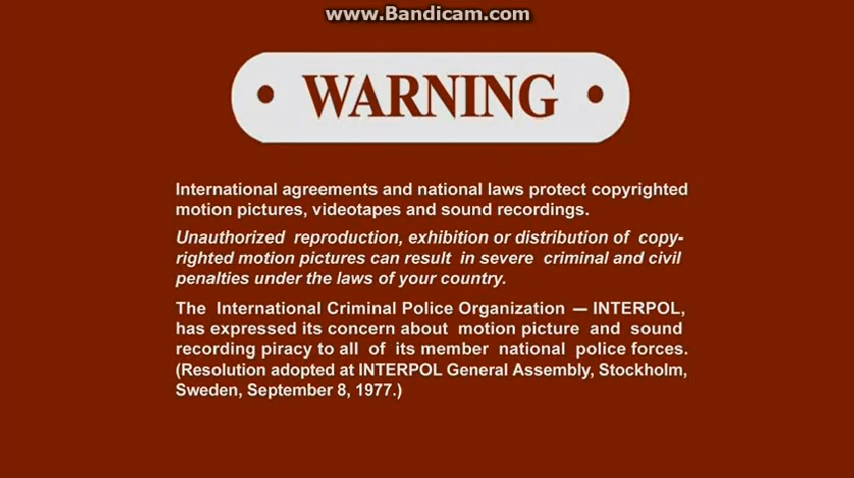 www.Bandicam.com
WARNING
International agreements and national laws protect copyrighted
motion pictures, videotapes and sound recordings.
Unauthorized reproduction, exhibition or distribution of copy-
righted motion pictures can result in severe criminal and civil
penalties under the laws of your country.
The International Criminal Police Organization — INTERPOL,
has expressed its concern about motion picture and sound
recording piracy to all of its member national police forces.
(Resolution adopted at INTERPOL General Assembly, Stockholm,
Sweden, September 8, 1977.)